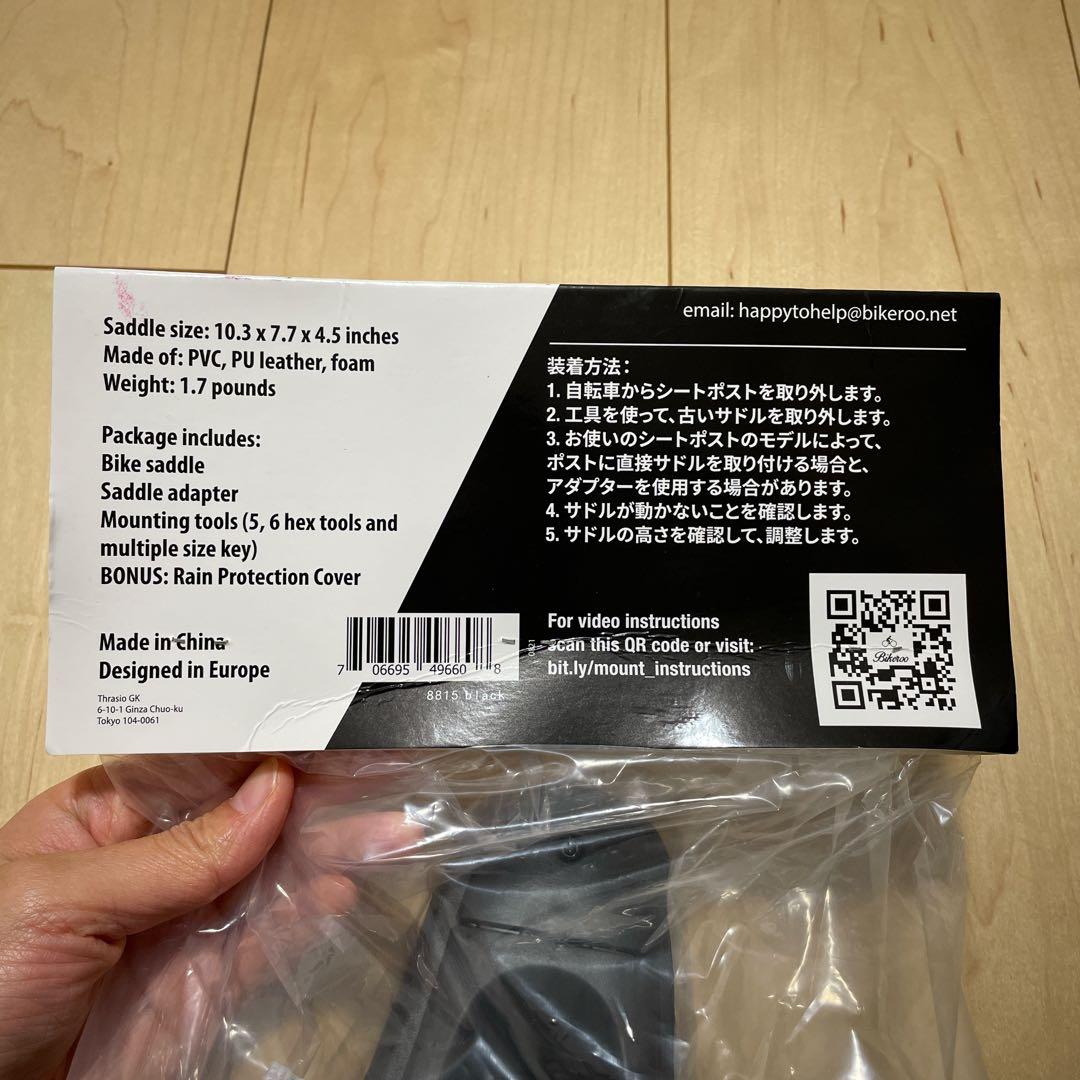 Saddle size: 10.3 x 7.7 x 4.5 inches
Made of: PVC, PU leather, foam
Weight: 1.7 pounds
Package includes:
Bike saddle
Saddle adapter
Mounting tools (5, 6 hex tools and
multiple size key)
BONUS: Rain Protection Cover
Made in China
Designed in Europe
Thrasio GK
6-10-1 Ginza Chuo-ku
Tokyo 104-0061
7 06695 49660 8
8815 black
email: happytohelp@bikeroo.net
装着方法：
1. 自転車からシートポストを取り外します。
2. 工具を使って、古いサドルを取り外します。
3. お使いのシートポストのモデルによって、
ポストに直接サドルを取り付ける場合と、
アダプターを使用する場合があります。
4. サドルが動かないことを確認します。
5. サドルの高さを確認して、調整します。
For video instructions
scan this QR code or visit:
bit.ly/mount_instructions
Bikeroo